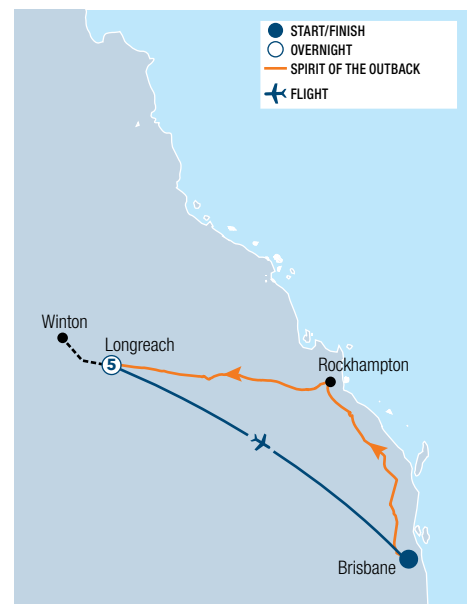 START/FINISH
OVERNIGHT
SPIRIT OF THE OUTBACK
FLIGHT
Winton
Longreach
5
Rockhampton
Brisbane